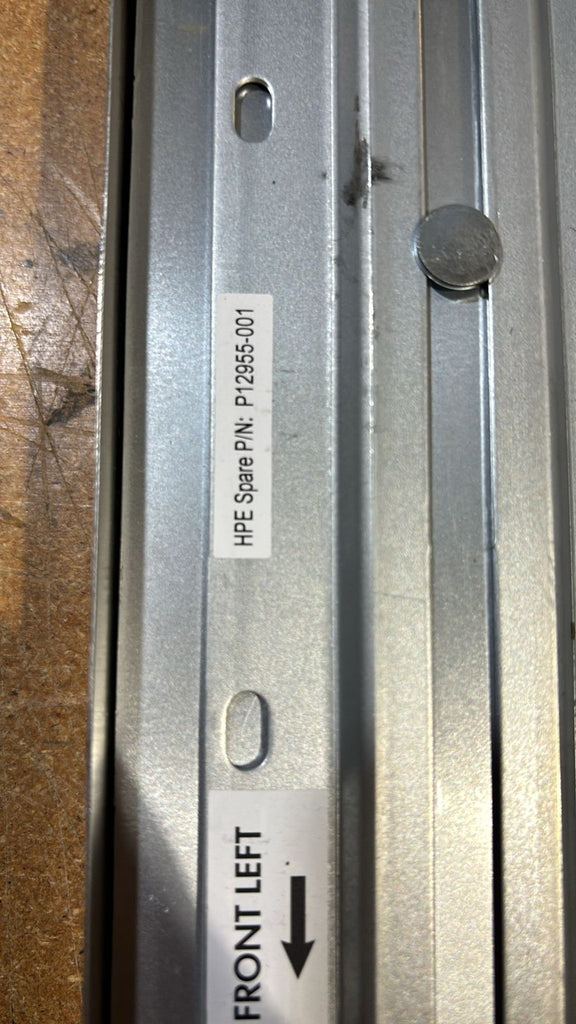 HPE Spare P/N: P12955-001
FRONT LEFT